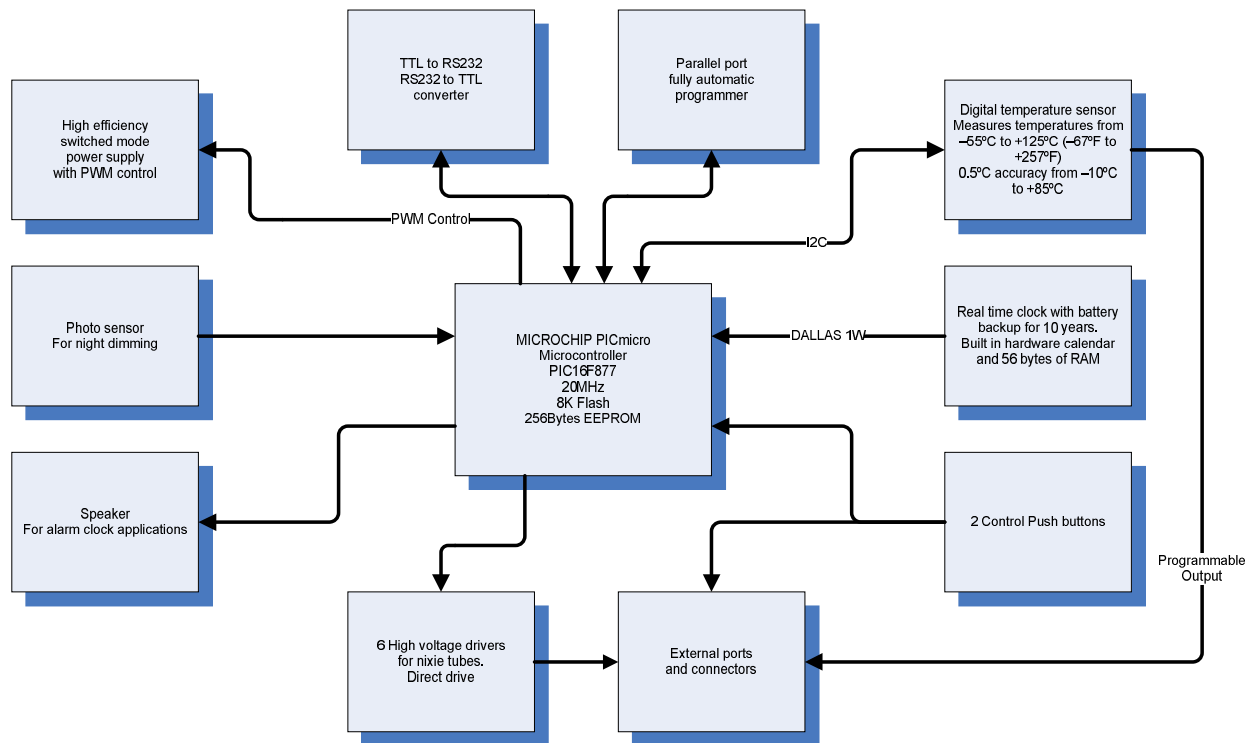 TTL to RS232
RS232 to TTL
converter
Parallel port
fully automatic
programmer
High efficiency
switched mode
power supply
with PWM control
Digital temperature sensor
Measures temperatures from
–55ºC to +125ºC (–67ºF to
+257ºF)
0.5ºC accuracy from –10ºC
to +85ºC
PWM Control
I2C
Photo sensor
For night dimming
MICROCHIP PICmicro
Microcontroller
PIC16F877
20MHz
8K Flash
256Bytes EEPROM
DALLAS 1W
Real time clock with battery
backup for 10 years.
Built in hardware calendar
and 56 bytes of RAM
Speaker
For alarm clock applications
2 Control Push buttons
Programmable
Output
6 High voltage drivers
for nixie tubes.
Direct drive
External ports
and connectors